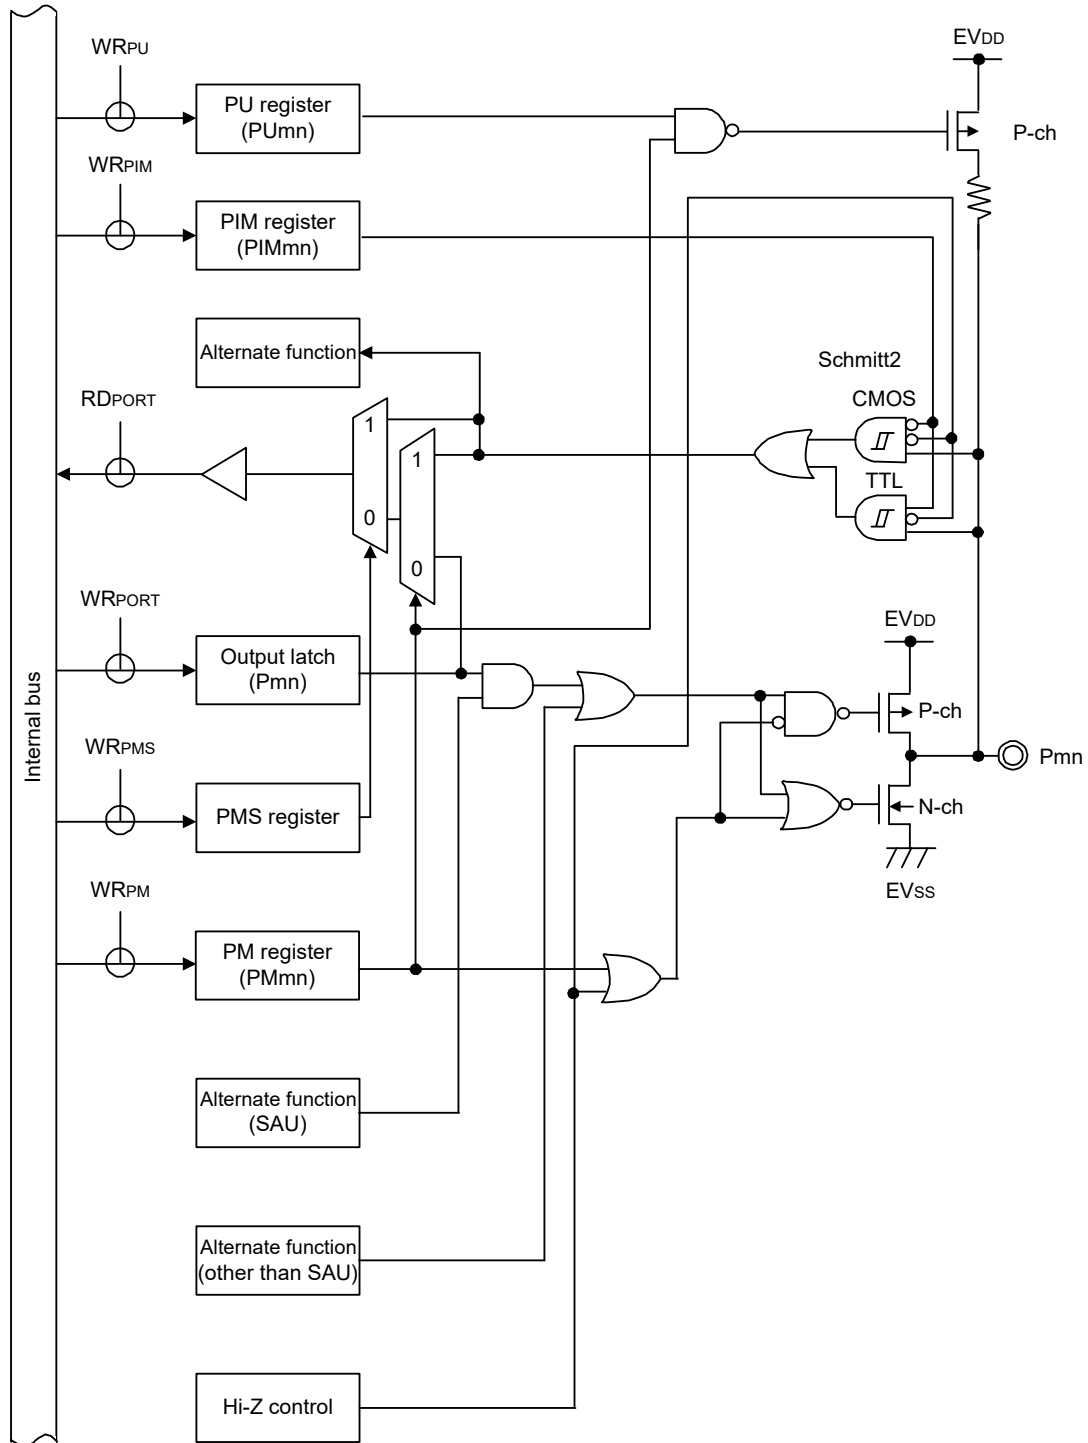 WRPU
EVDD
PU register
(PUmn)
P-ch
WRPIM
PIM register
(PIMmn)
Alternate function
Schmitt2
CMOS
RDPORT
1
1
TTL
0
0
WRPORT
EVDD
Output latch
(Pmn)
P-ch
Internal bus
WRPMS
Pmn
PMS register
N-ch
WRPM
EVSS
PM register
(PMmn)
Alternate function
(SAU)
Alternate function
(other than SAU)
Hi-Z control